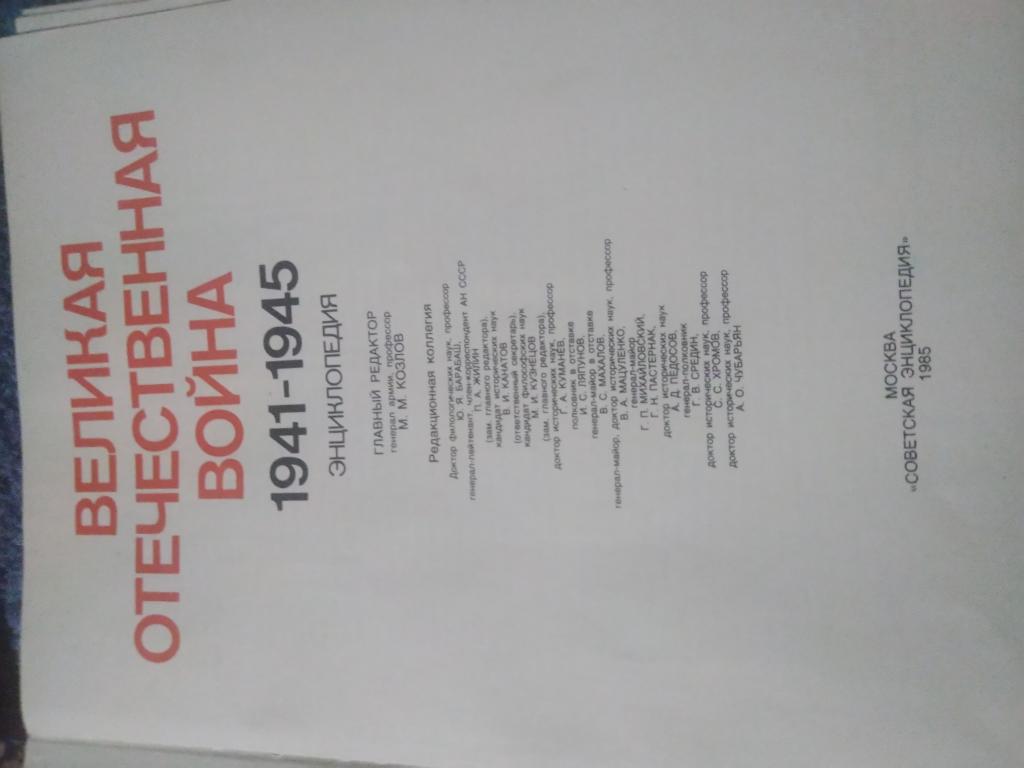 ВЕЛИКАЯ
ОТЕЧЕСТВЕННАЯ
ВОЙНА
1941-1945
ЭНЦИКЛОПЕДИЯ
ГЛАВНЫЙ РЕДАКТОР
генерал армии, профессор
М. М. КОЗЛОВ
Редакционная коллегия
Доктор филологических наук, профессор
Ю. Я. БАРАБАШ,
генерал-лейтенант, член-корреспондент АН СССР
П. А. ЖИЛИН
(зам. главного редактора),
кандидат исторических наук
В. И. КАНАТОВ
(ответственный секретарь),
кандидат философских наук
М. И. КУЗНЕЦОВ
(зам. главного редактора),
доктор исторических наук, профессор
Г. А. КУМАНЕВ,
полковник в отставке
И. С. ЛЯПУНОВ,
генерал-майор в отставке
В. С. МАХАЛОВ,
генерал-майор, доктор исторических наук, профессор
В. А. МАЦУЛЕНКО,
генерал-майор
Г. П. МИХАЙЛОВСКИЙ,
Г. Н. ПАСТЕРНАК,
доктор исторических наук
А. Д. ПЕДОСОВ,
генерал-полковник
Г. В. СРЕДИН,
доктор исторических наук, профессор
С. С. ХРОМОВ,
доктор исторических наук, профессор
А. О. ЧУБАРЬЯН
МОСКВА
«СОВЕТСКАЯ ЭНЦИКЛОПЕДИЯ»
1985